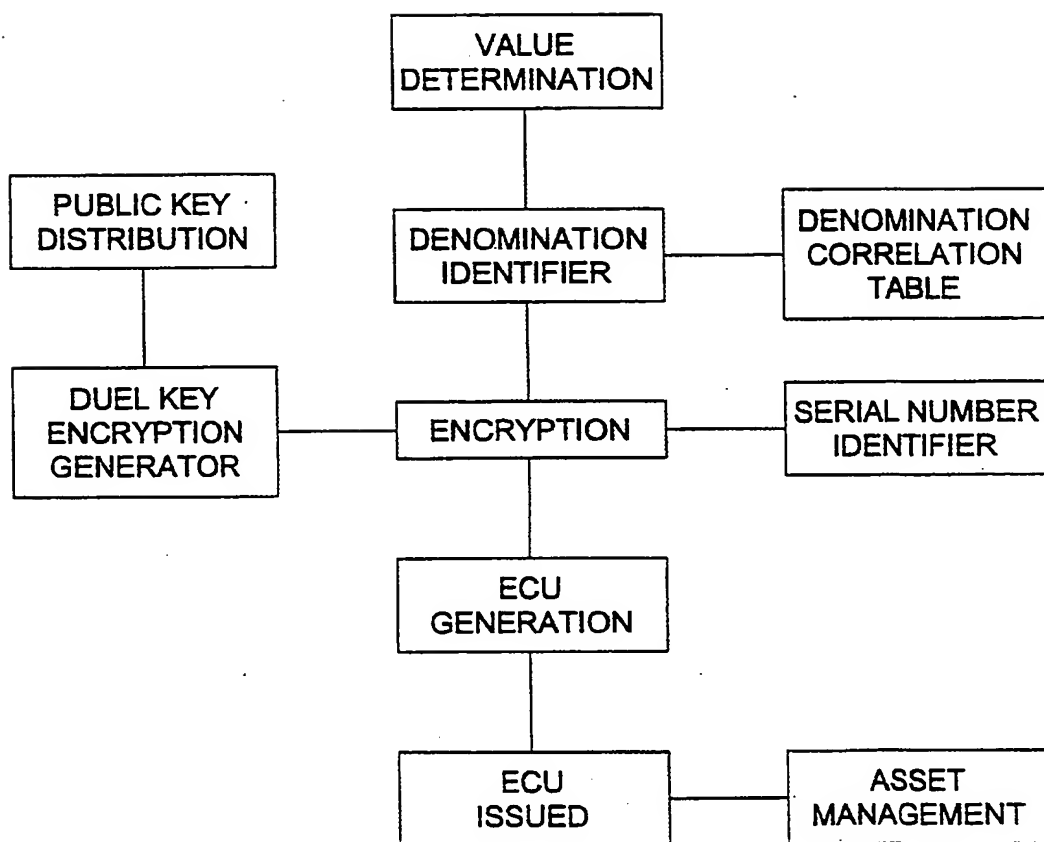 VALUE
DETERMINATION
PUBLIC KEY
DISTRIBUTION
DENOMINATION
IDENTIFIER
DENOMINATION
CORRELATION
TABLE
DUEL KEY
ENCRYPTION
GENERATOR
ENCRYPTION
SERIAL NUMBER
IDENTIFIER
ECU
GENERATION
ECU
ISSUED
ASSET
MANAGEMENT